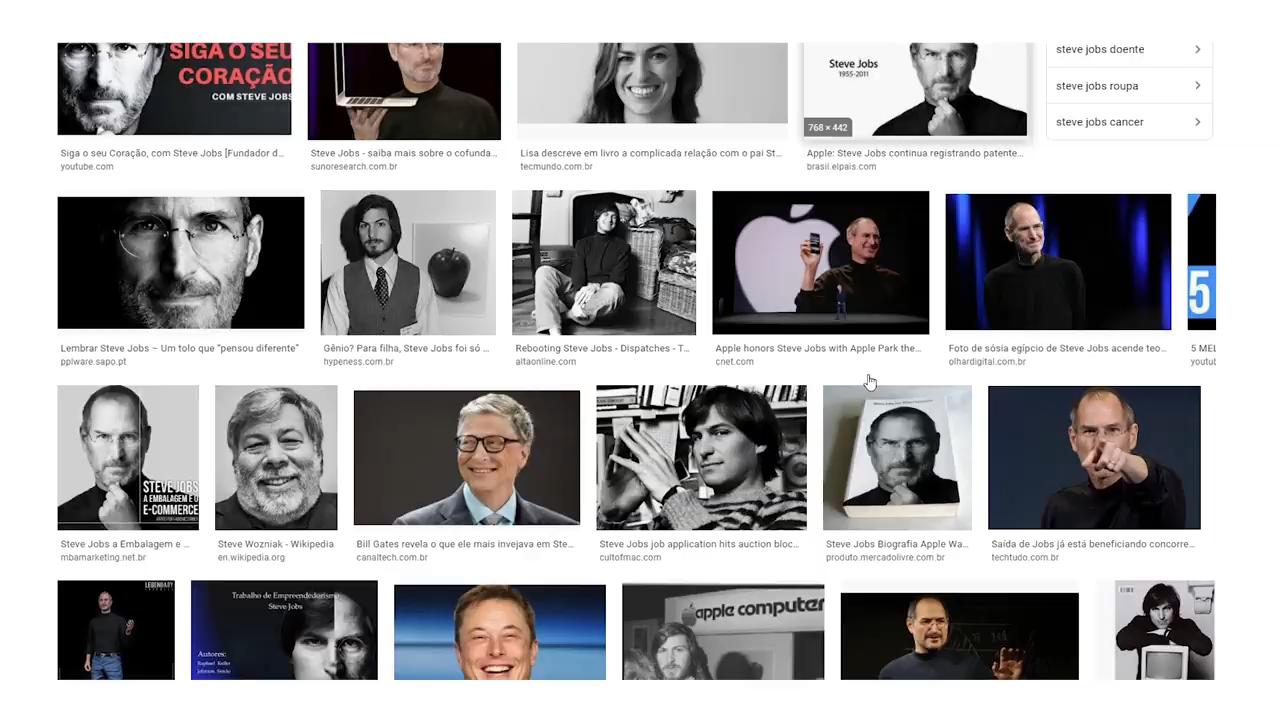 SIGA O SEU
CORAÇÃO
COM STEVE JOBS
Steve Jobs
1955-2011
768 × 442
steve jobs doente
steve jobs roupa
steve jobs cancer
Siga o seu Coração, com Steve Jobs [Fundador d...
youtube.com
Steve Jobs - saiba mais sobre o cofunda...
sunoresearch.com.br
Lisa descreve em livro a complicada relação com o pai St...
tecmundo.com.br
Apple: Steve Jobs continua registrando patente...
brasil.elpais.com
5
Lembrar Steve Jobs – Um tolo que "pensou diferente"
pplware.sapo.pt
Gênio? Para filha, Steve Jobs foi só ...
hypeness.com.br
Rebooting Steve Jobs - Dispatches - T...
altaonline.com
Apple honors Steve Jobs with Apple Park the...
cnet.com
Foto de sósia egípcio de Steve Jobs acende teo...
olhardigital.com.br
5 MEL
youtut
STEVE JOBS
A EMBALAGEM E O
E-COMMERCE
Steve Jobs a Embalagem e ...
mbamarketing.net.br
Steve Wozniak - Wikipedia
en.wikipedia.org
Bill Gates revela o que ele mais invejava em Ste...
canaltech.com.br
Steve Jobs job application hits auction bloc...
cultofmac.com
Steve Jobs Biografia Apple Wa...
produto.mercadolivre.com.br
Saída de Jobs já está beneficiando concorre...
techtudo.com.br
LEGENDARY
Trabalho de Empreendedorismo
Steve Jobs
Autores:
apple computer